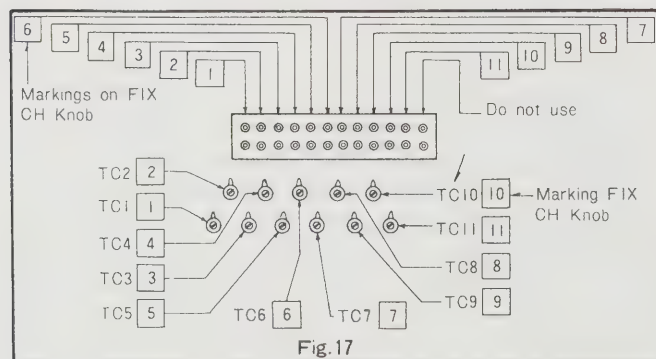 6
5
4
3
2
1
7
8
9
10
11
Markings on FIX
CH Knob
Do not use
TC2 2
TC1 1
TC4 4
TC3 3
TC5 5
TC6 6
TC7 7
TC10 10
Marking FIX
CH Knob
TC11 11
TC8 8
TC9 9
Fig.17